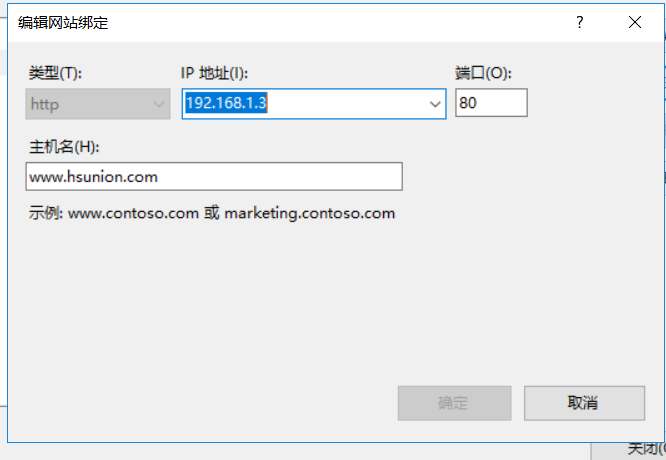 编辑网站绑定
?
类型(T):
IP 地址(I):
端口(O):
http
192.168.1.3
80
主机名(H):
www.hsunion.com
示例: www.contoso.com 或 marketing.contoso.com
确定
取消